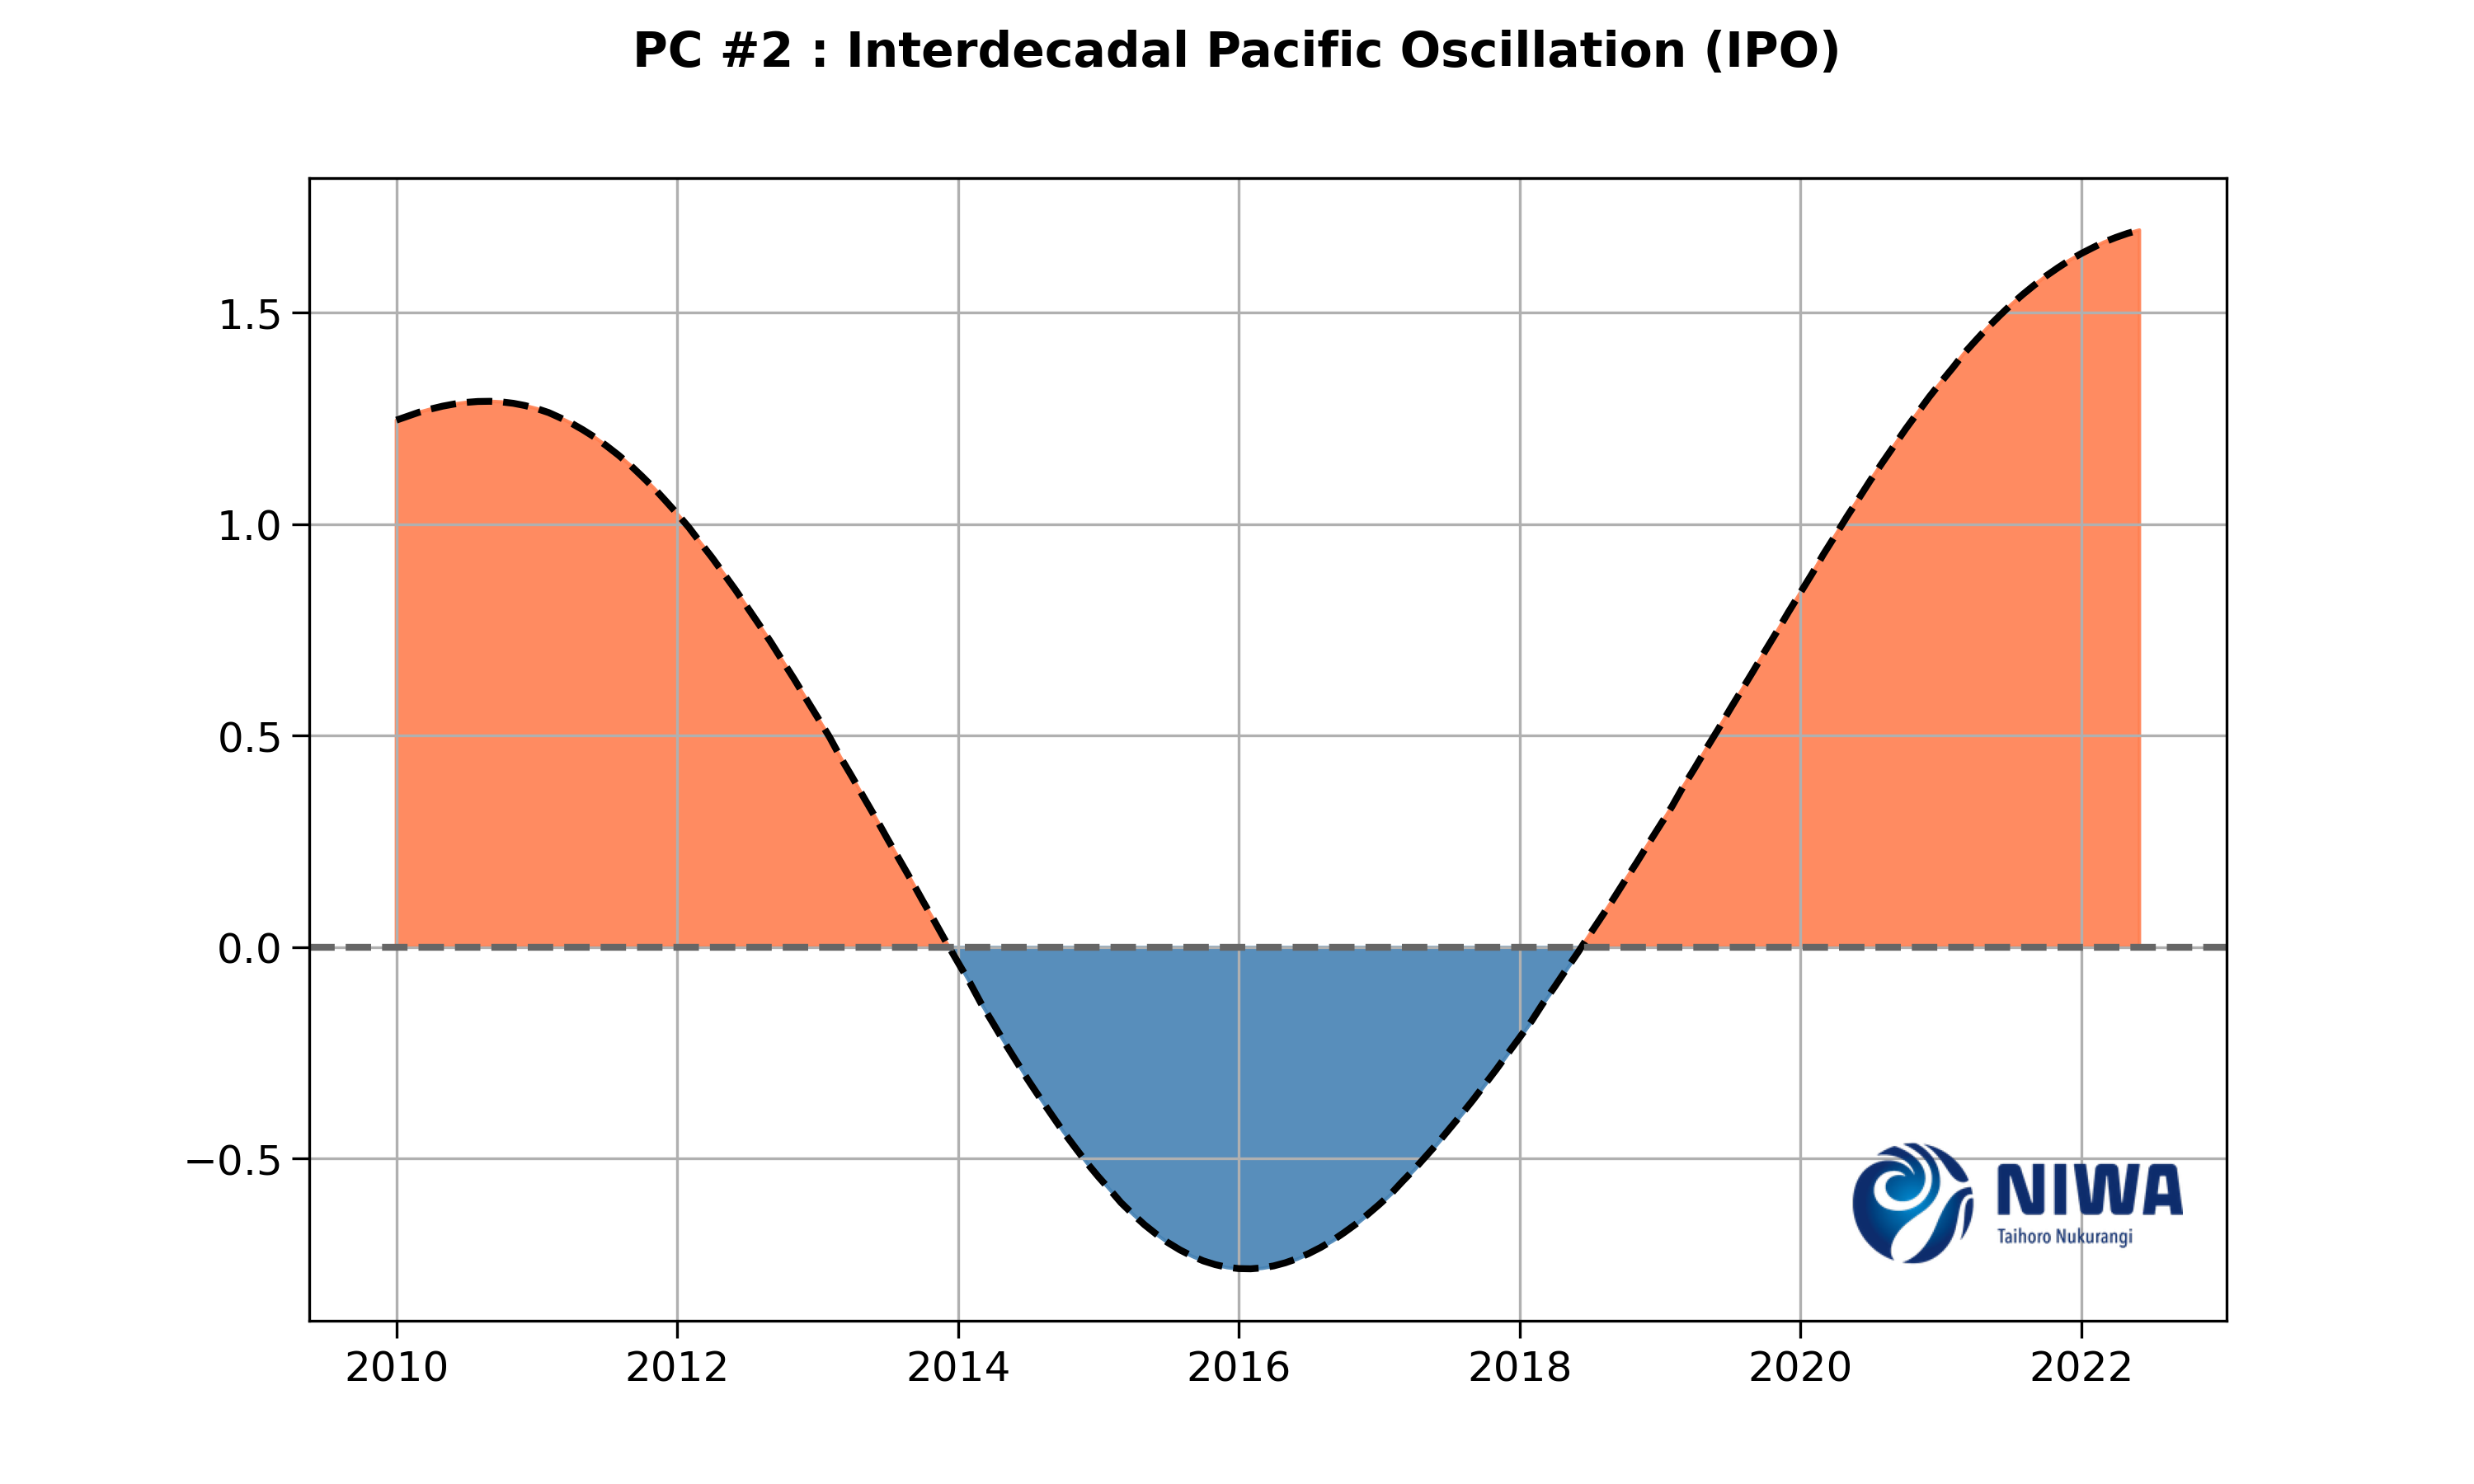 PC #2 : Interdecadal Pacific Oscillation (IPO)
1.5
1.0
0.5
0.0
−0.5
NIWA
Taihoro Nukurangi
2010 2012 2014 2016 2018 2020 2022